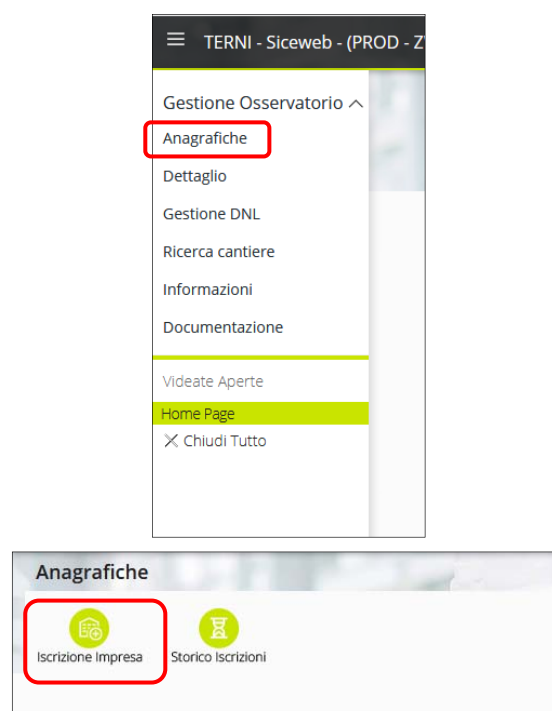 TERNI - Siceweb - (PROD - Z
Gestione Osservatorio
Anagrafiche
Dettaglio
Gestione DNL
Ricerca cantiere
Informazioni
Documentazione
Videate Aperte
Home Page
Chiudi Tutto
Anagrafiche
Iscrizione Impresa
Storico Iscrizioni